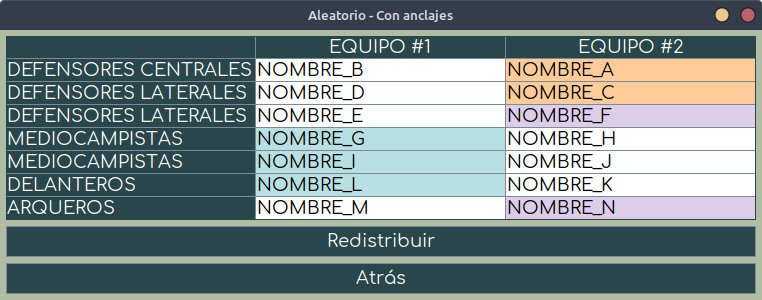 Aleatorio - Con anclajes
EQUIPO #1 EQUIPO #2
DEFENSORES CENTRALES NOMBRE_B NOMBRE_A
DEFENSORES LATERALES NOMBRE_D NOMBRE_C
DEFENSORES LATERALES NOMBRE_E NOMBRE_F
MEDIOCAMPISTAS NOMBRE_G NOMBRE_H
MEDIOCAMPISTAS NOMBRE_I NOMBRE_J
DELANTEROS NOMBRE_L NOMBRE_K
ARQUEROS NOMBRE_M NOMBRE_N
Redistribuir
Atrás